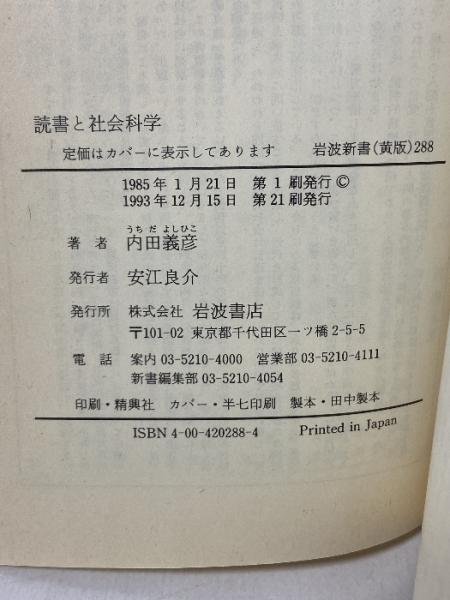 読書と社会科学
定価はカバーに表示してあります 岩波新書(黄版)288
1985年1月21日 第1刷発行©
1993年12月15日 第21刷発行
うちだよしひこ
著者 内田義彦
発行者 安江良介
発行所 株式会社 岩波書店
〒101-02 東京都千代田区一ツ橋2-5-5
電話 案内03-5210-4000 営業部03-5210-4111
新書編集部03-5210-4054
印刷・精興社 カバー・半七印刷 製本・田中製本
ISBN4-00-420288-4 Printed in Japan